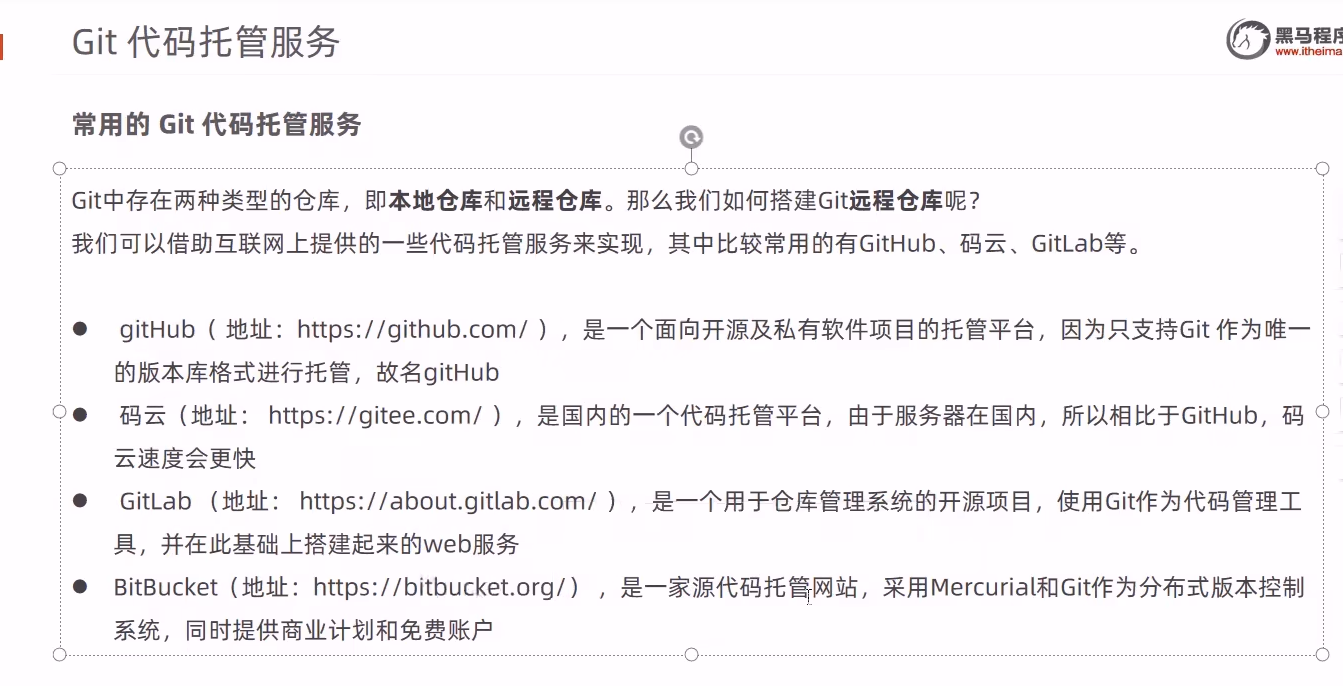 Git 代码托管服务
黑马程序
www.itheima
常用的 Git 代码托管服务
Git中存在两种类型的仓库，即本地仓库和远程仓库。那么我们如何搭建Git远程仓库呢？
我们可以借助互联网上提供的一些代码托管服务来实现，其中比较常用的有GitHub、码云、GitLab等。
● gitHub（ 地址：https://github.com/ ），是一个面向开源及私有软件项目的托管平台，因为只支持Git 作为唯一
的版本库格式进行托管，故名gitHub
● 码云（地址： https://gitee.com/ ），是国内的一个代码托管平台，由于服务器在国内，所以相比于GitHub，码
云速度会更快
● GitLab （地址： https://about.gitlab.com/ ），是一个用于仓库管理系统的开源项目，使用Git作为代码管理工
具，并在此基础上搭建起来的web服务
● BitBucket（地址：https://bitbucket.org/） ，是一家源代码托管网站，采用Mercurial和Git作为分布式版本控制
系统，同时提供商业计划和免费账户